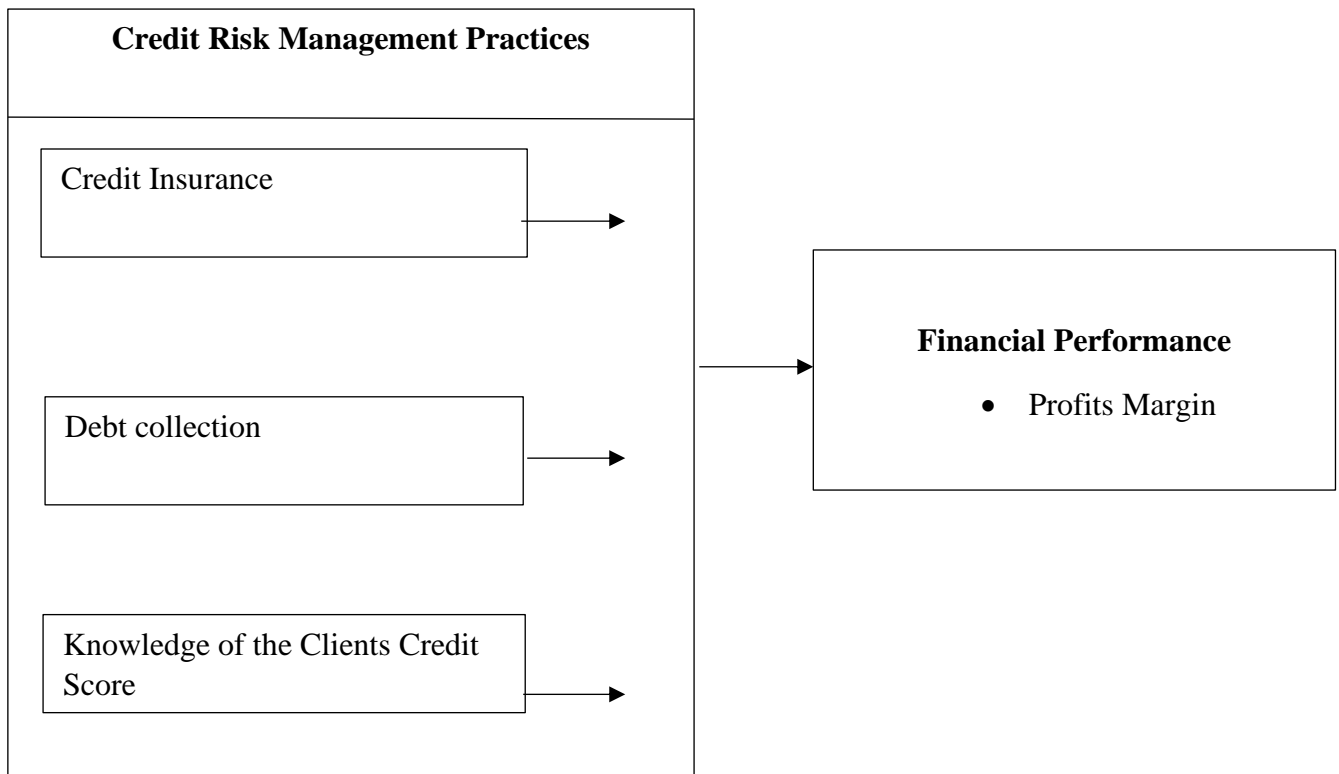 Credit Risk Management Practices
Credit Insurance
Debt collection
Knowledge of the Clients Credit
Score
Financial Performance
• Profits Margin